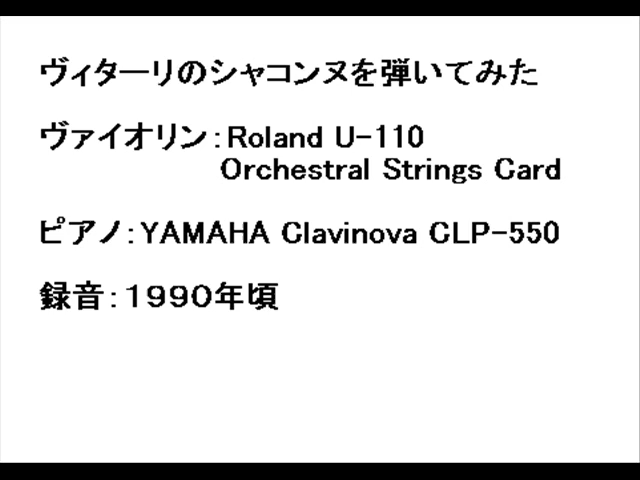 ヴィターリのシャコンヌを弾いてみた
ヴァイオリン：Roland U-110
Orchestral Strings Card
ピアノ：YAMAHA Clavinova CLP-550
録音：１９９０年頃